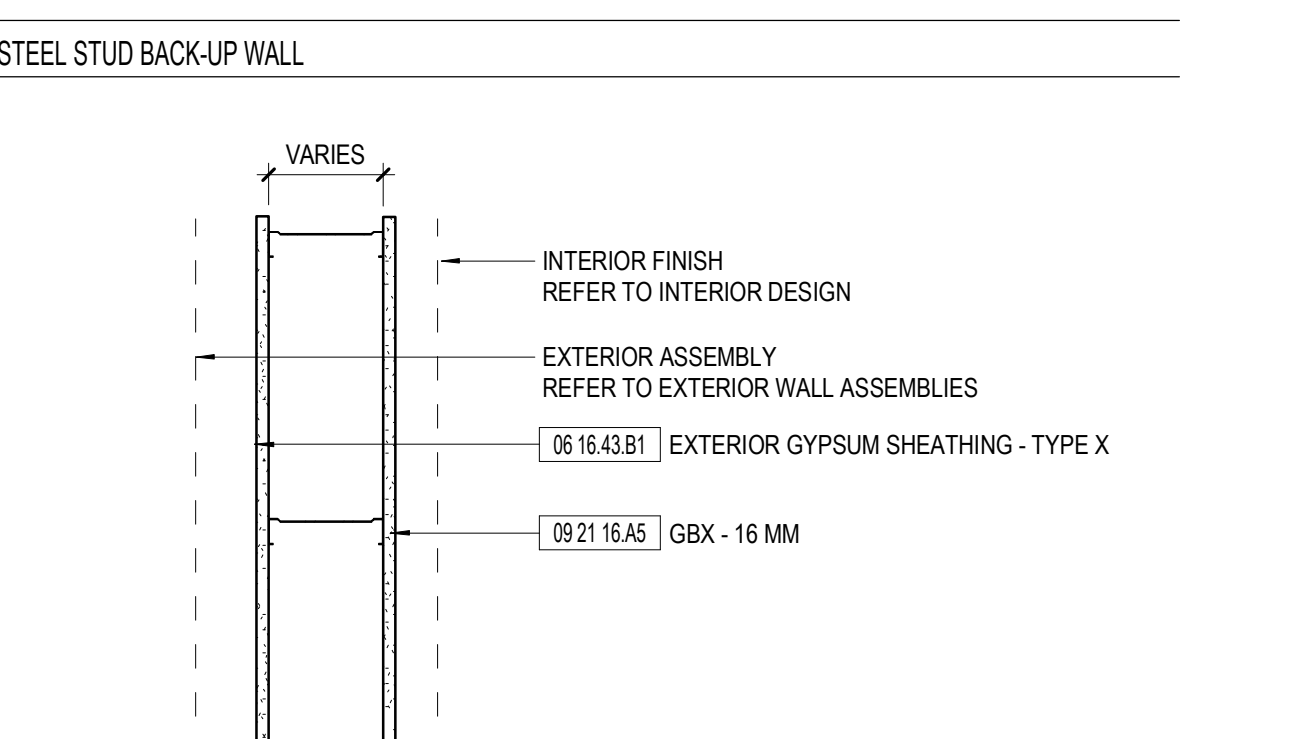 STEEL STUD BACK-UP WALL
VARIES
INTERIOR FINISH
REFER TO INTERIOR DESIGN
EXTERIOR ASSEMBLY
REFER TO EXTERIOR WALL ASSEMBLIES
06 16.43.B1 EXTERIOR GYPSUM SHEATHING - TYPE X
09 21 16.A5 GBX - 16 MM